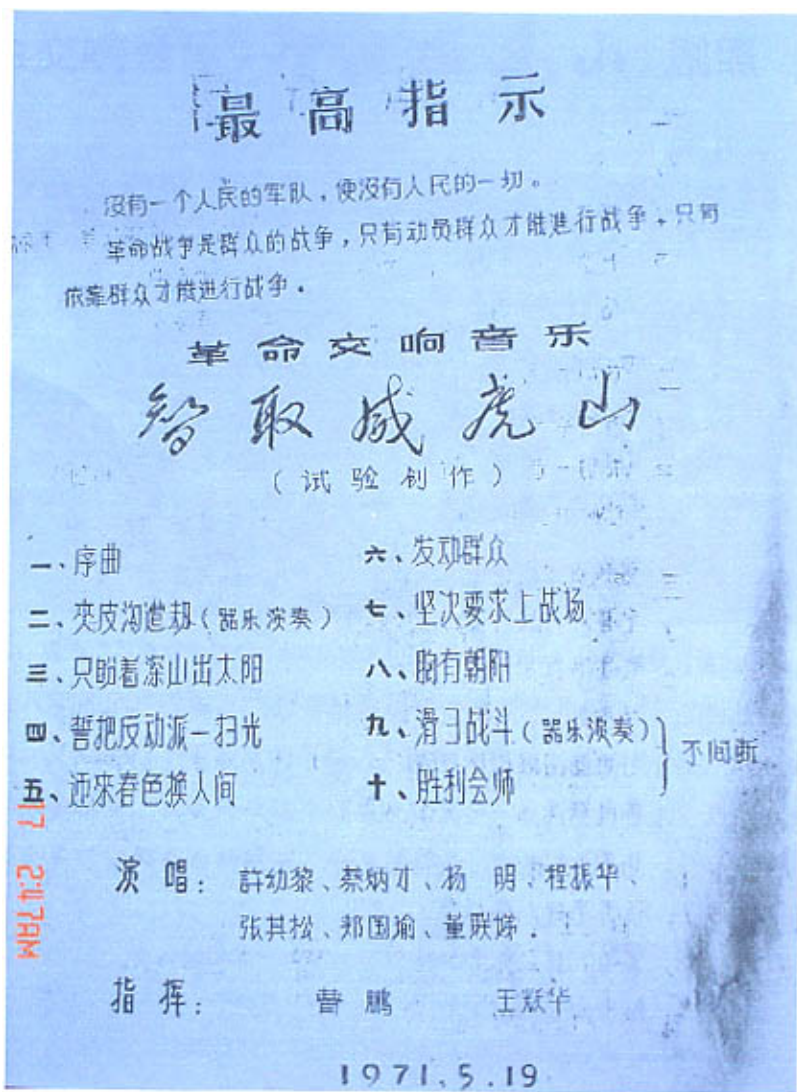 最高指示
没有一个人民的军队，便没有人民的一切。
革命战争是群众的战争，只有动员群众才能進行战争，只有
依靠群众才能進行战争。
革命交响音乐
智取威虎山
（试验创作）
一、序曲
二、夹皮沟遭劫（器乐演奏）
三、只盼着深山出太阳
四、誓把反动派一扫光
五、迎来春色换人间
六、发动群众
七、坚决要求上战场
八、胸有朝阳
九、滑彐战斗（器乐演奏）
十、胜利会师
不间断
演唱：許幼黎、蔡炳才、杨 明、程振华、
张其松、郑国瑜、董联娣．
指挥：曹 鹏 王 华
1971.5.19
17 2:47AM